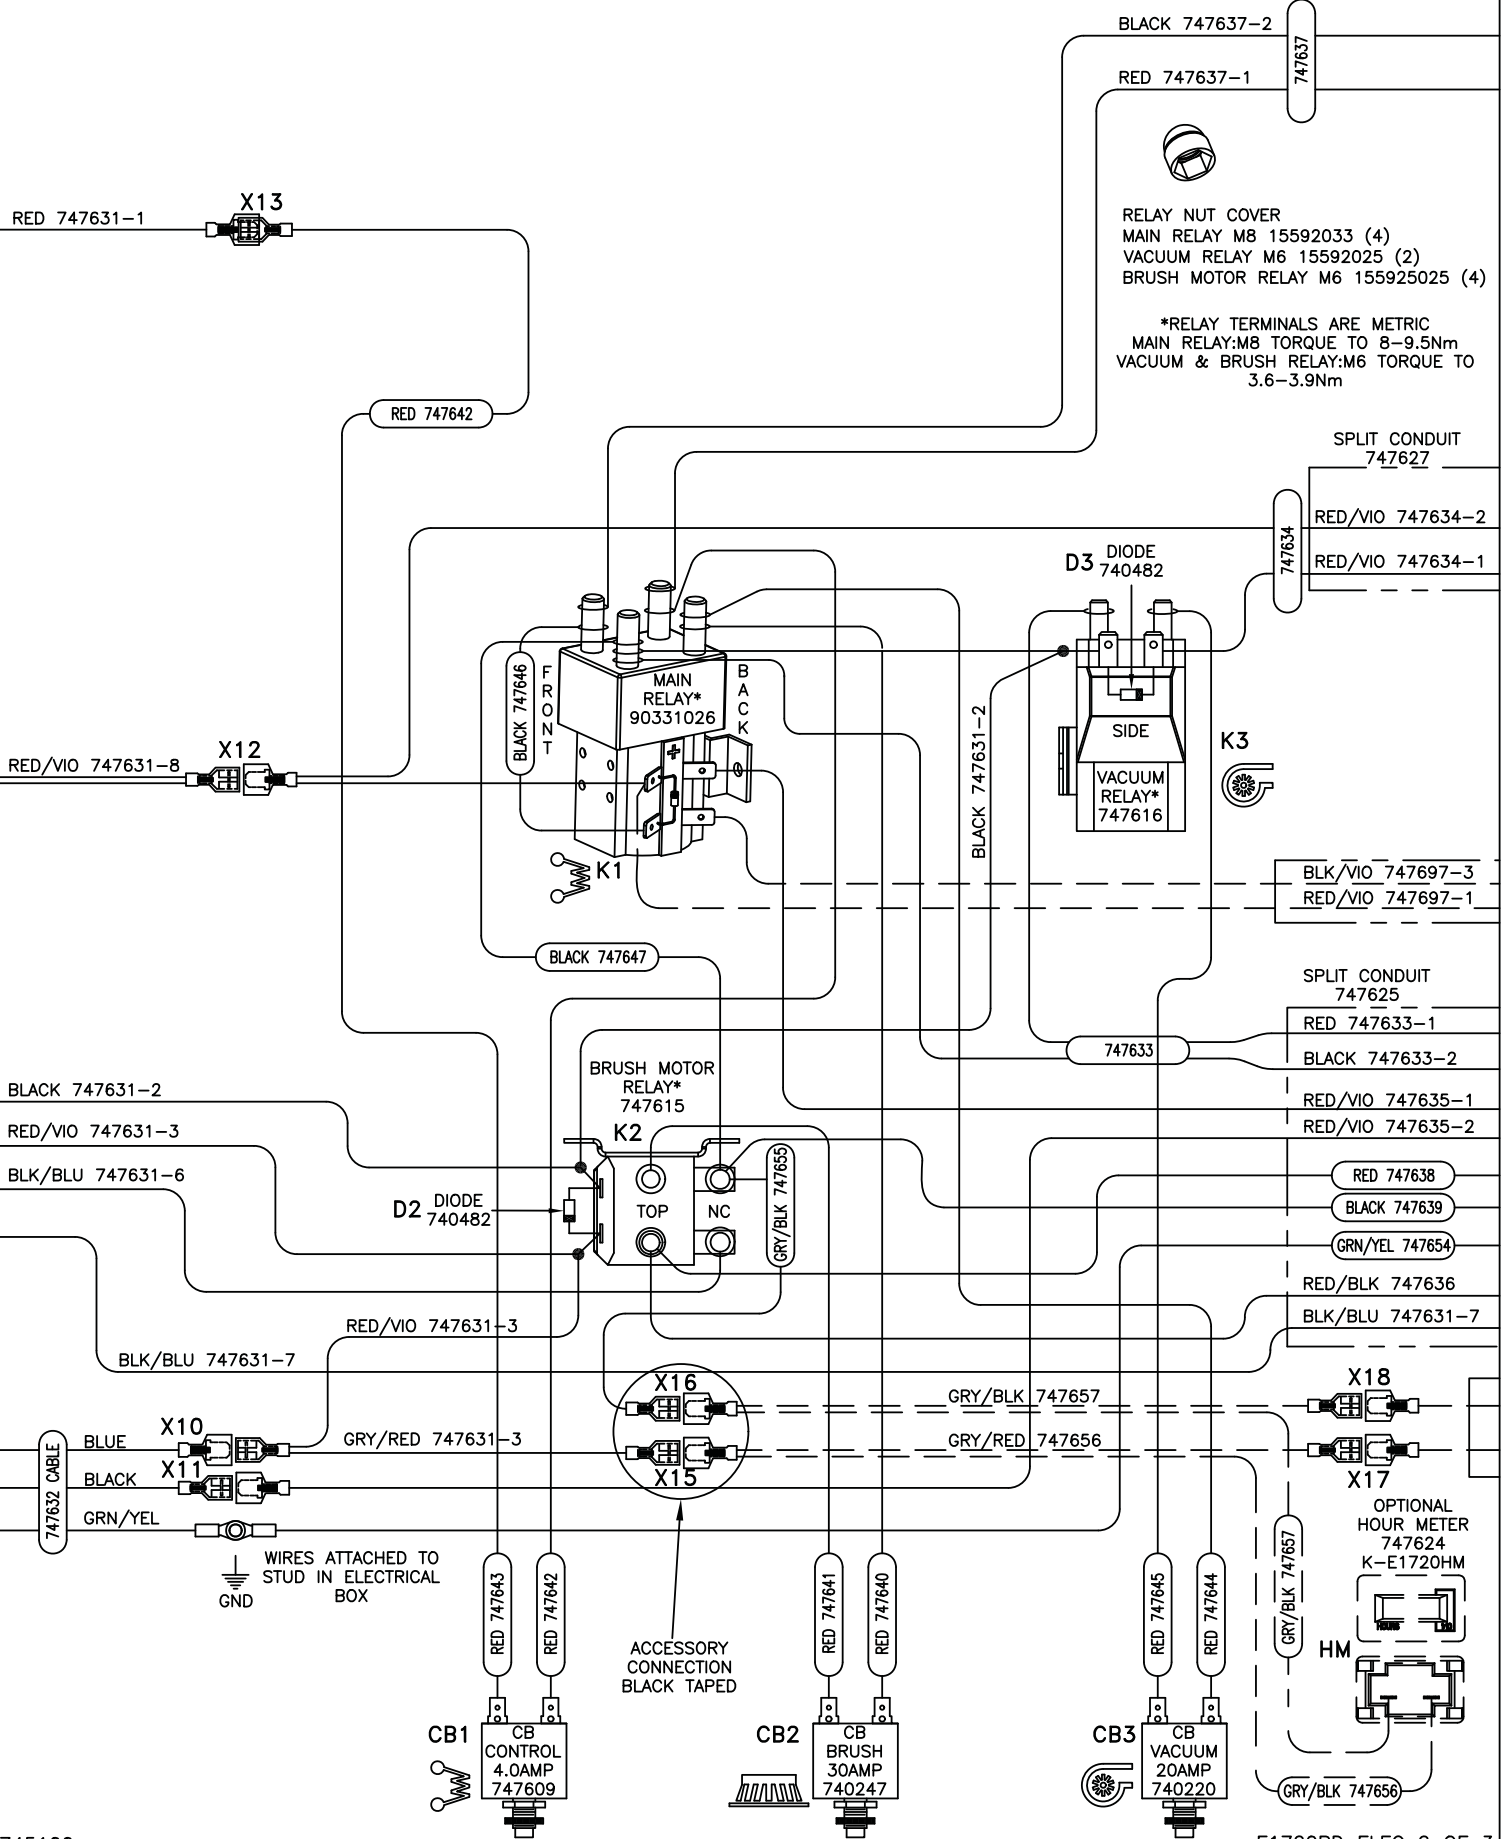 BLACK 747637-2
747637
RED 747637-1
X13
RED 747631-1
RELAY NUT COVER
MAIN RELAY M8 15592033 (4)
VACUUM RELAY M6 15592025 (2)
BRUSH MOTOR RELAY M6 155925025 (4)
*RELAY TERMINALS ARE METRIC
MAIN RELAY:M8 TORQUE TO 8-9.5Nm
VACUUM & BRUSH RELAY:M6 TORQUE TO
3.6-3.9Nm
RED 747642
SPLIT CONDUIT
747627
RED/VIO 747634-2
747634
RED/VIO 747634-1
D3
DIODE
740482
BLACK 747646
FRONT
MAIN
RELAY*
90331026
BACK
+
BLACK 747631-2
SIDE
K3
VACUUM
RELAY*
747616
X12
RED/VIO 747631-8
K1
BLK/VIO 747697-3
RED/VIO 747697-1
BLACK 747647
SPLIT CONDUIT
747625
RED 747633-1
747633
BLACK 747633-2
BRUSH MOTOR
RELAY*
747615
K2
BLACK 747631-2
RED/VIO 747631-3
BLK/BLU 747631-6
RED/VIO 747635-1
RED/VIO 747635-2
GRY/BLK 747655
RED 747638
BLACK 747639
D2
DIODE
740482
TOP
NC
GRN/YEL 747654
RED/BLK 747636
BLK/BLU 747631-7
RED/VIO 747631-3
BLK/BLU 747631-7
X16
X18
GRY/BLK 747657
X10
BLUE
GRY/RED 747631-3
GRY/RED 747656
X11
X15
X17
747632 CABLE
BLACK
GRN/YEL
OPTIONAL
HOUR METER
747624
K-E1720HM
WIRES ATTACHED TO
STUD IN ELECTRICAL
BOX
GND
RED 747643
RED 747642
RED 747641
RED 747640
RED 747645
RED 747644
GRY/BLK 747657
HOURS
1/10
HM
ACCESSORY
CONNECTION
BLACK TAPED
CB1
CB
CONTROL
4.0AMP
747609
CB2
CB
BRUSH
30AMP
740247
CB3
CB
VACUUM
20AMP
740220
GRY/BLK 747656